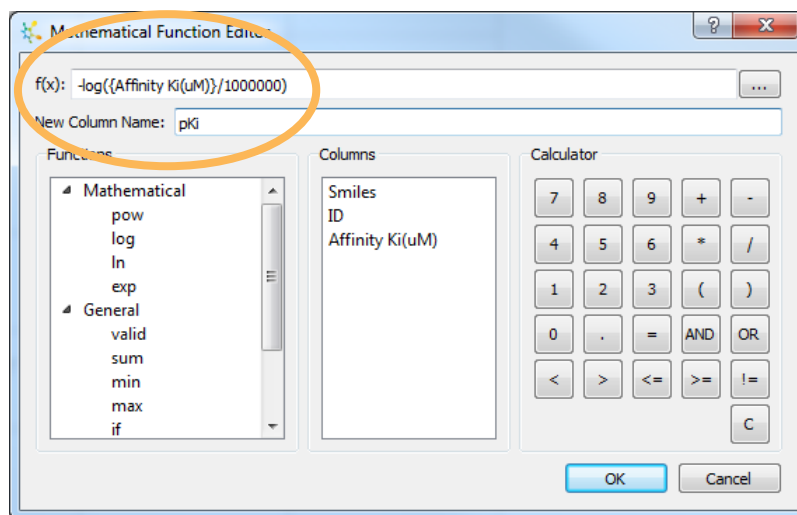 Mathematical Function Editor
?
X
f(x): -log({Affinity Ki(uM)}/1000000)
...
New Column Name: pKi
Functions
Mathematical
pow
log
ln
exp
General
valid
sum
min
max
if
Columns
Smiles
ID
Affinity Ki(uM)
Calculator
7 8 9 + -
4 5 6 * /
1 2 3 ( )
0 . = AND OR
< > <= >= !=
C
OK Cancel